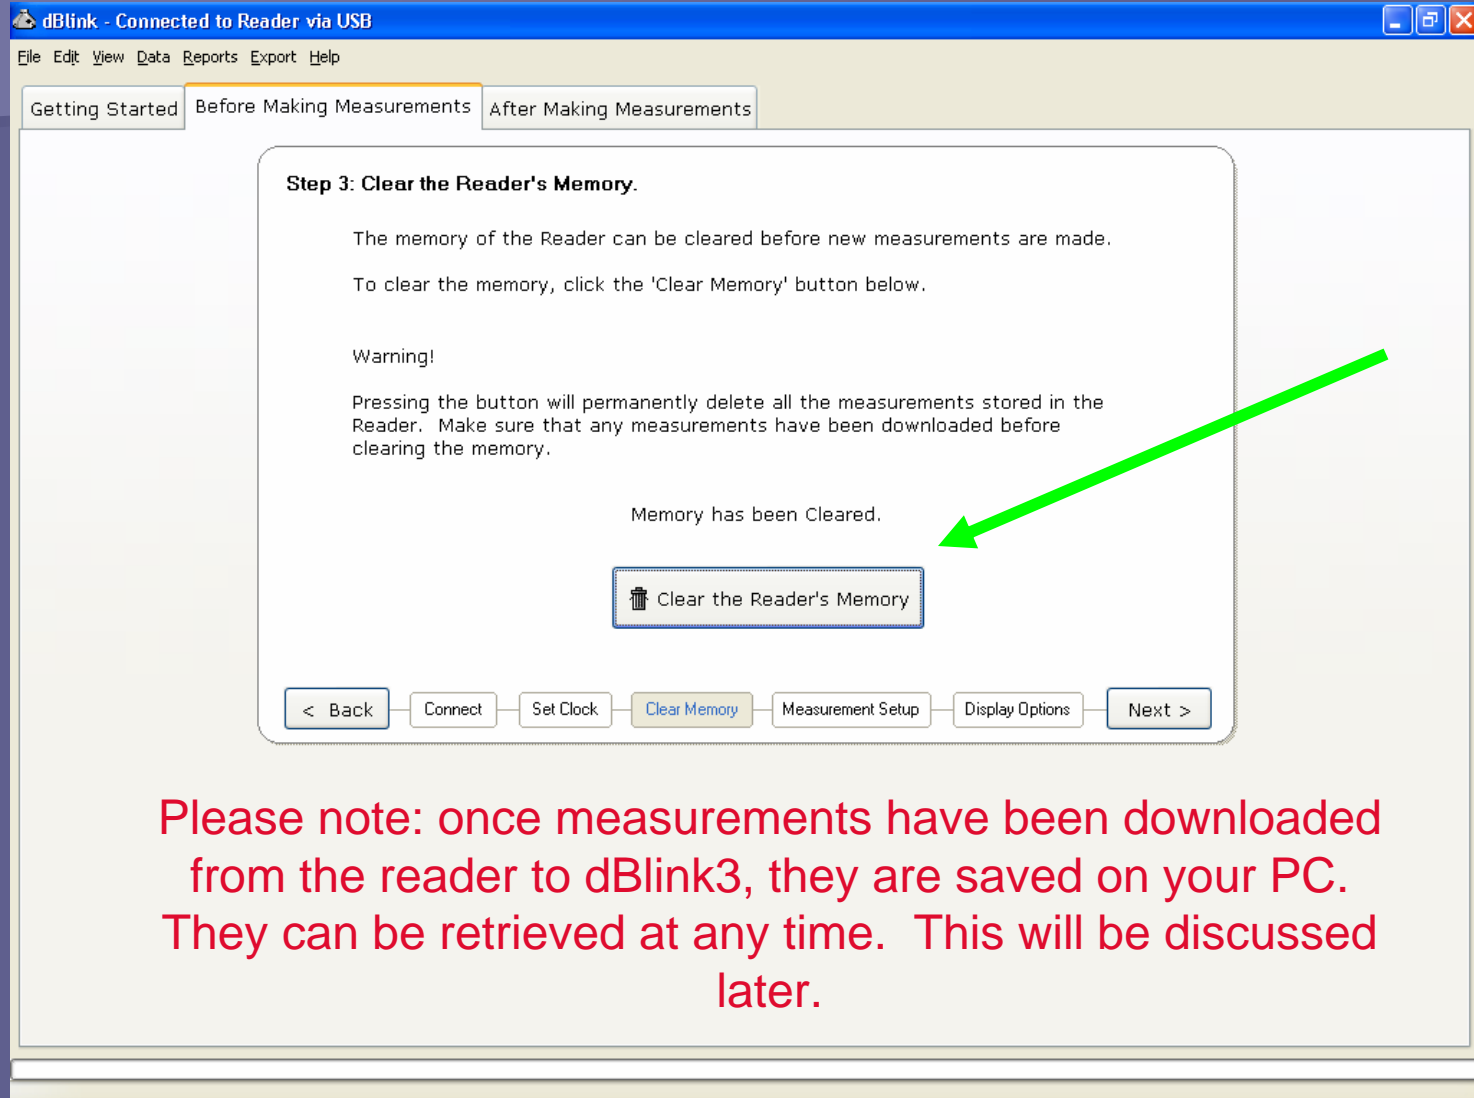 dBlink - Connected to Reader via USB
File Edit View Data Reports Export Help
Getting Started Before Making Measurements After Making Measurements
Step 3: Clear the Reader's Memory.
The memory of the Reader can be cleared before new measurements are made.
To clear the memory, click the 'Clear Memory' button below.
Warning!
Pressing the button will permanently delete all the measurements stored in the
Reader. Make sure that any measurements have been downloaded before
clearing the memory.
Memory has been Cleared.
Clear the Reader's Memory
< Back Connect Set Clock Clear Memory Measurement Setup Display Options Next >
Please note: once measurements have been downloaded
from the reader to dBlink3, they are saved on your PC.
They can be retrieved at any time. This will be discussed
later.